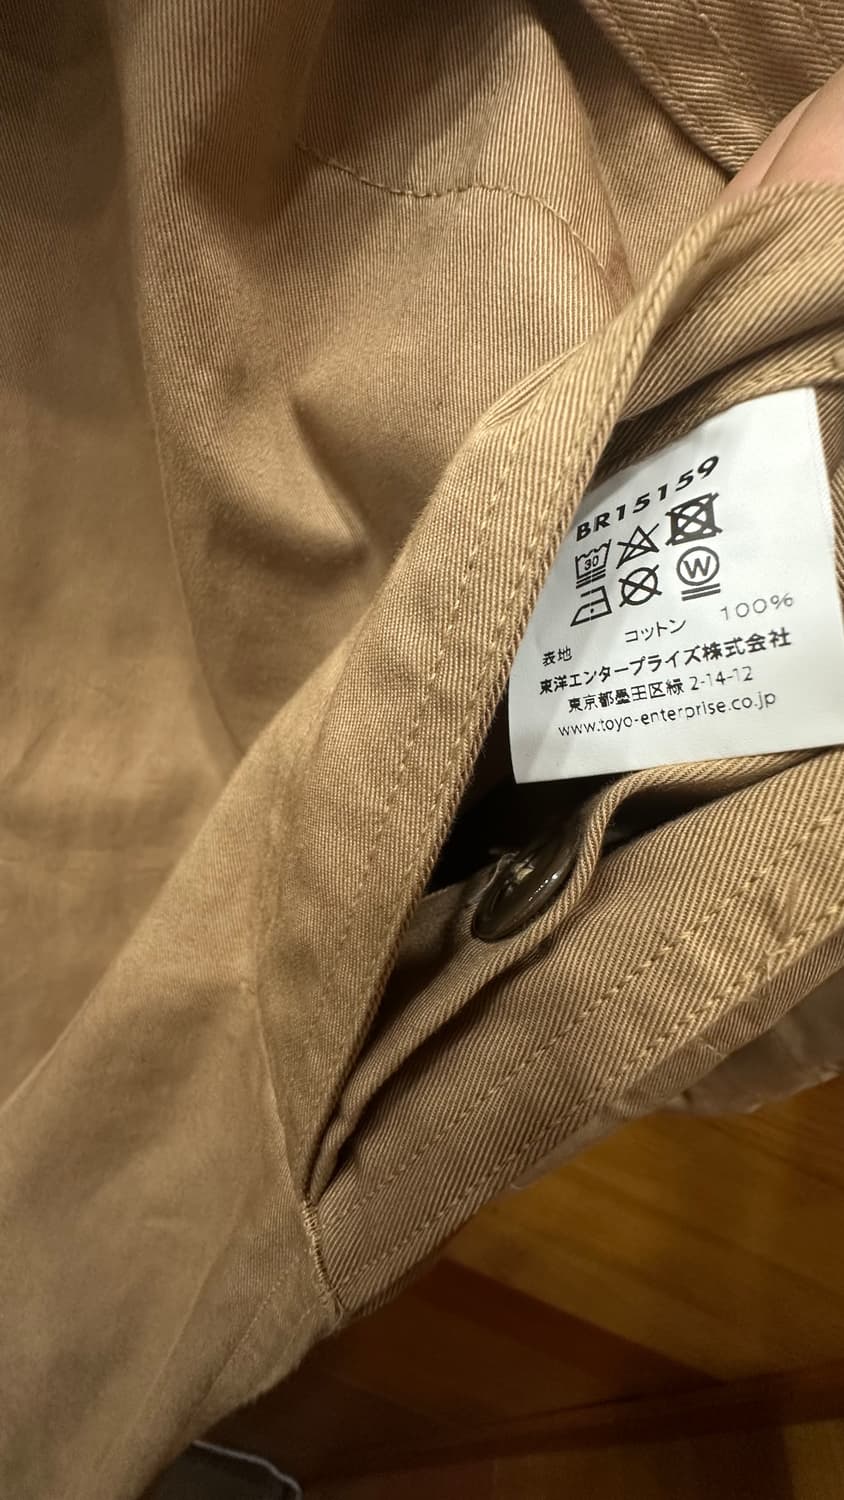 BR15159
30
W
表地 コットン 100%
東洋エンタープライズ株式会社
東京都墨田区緑 2-14-12
www.toyo-enterprise.co.jp